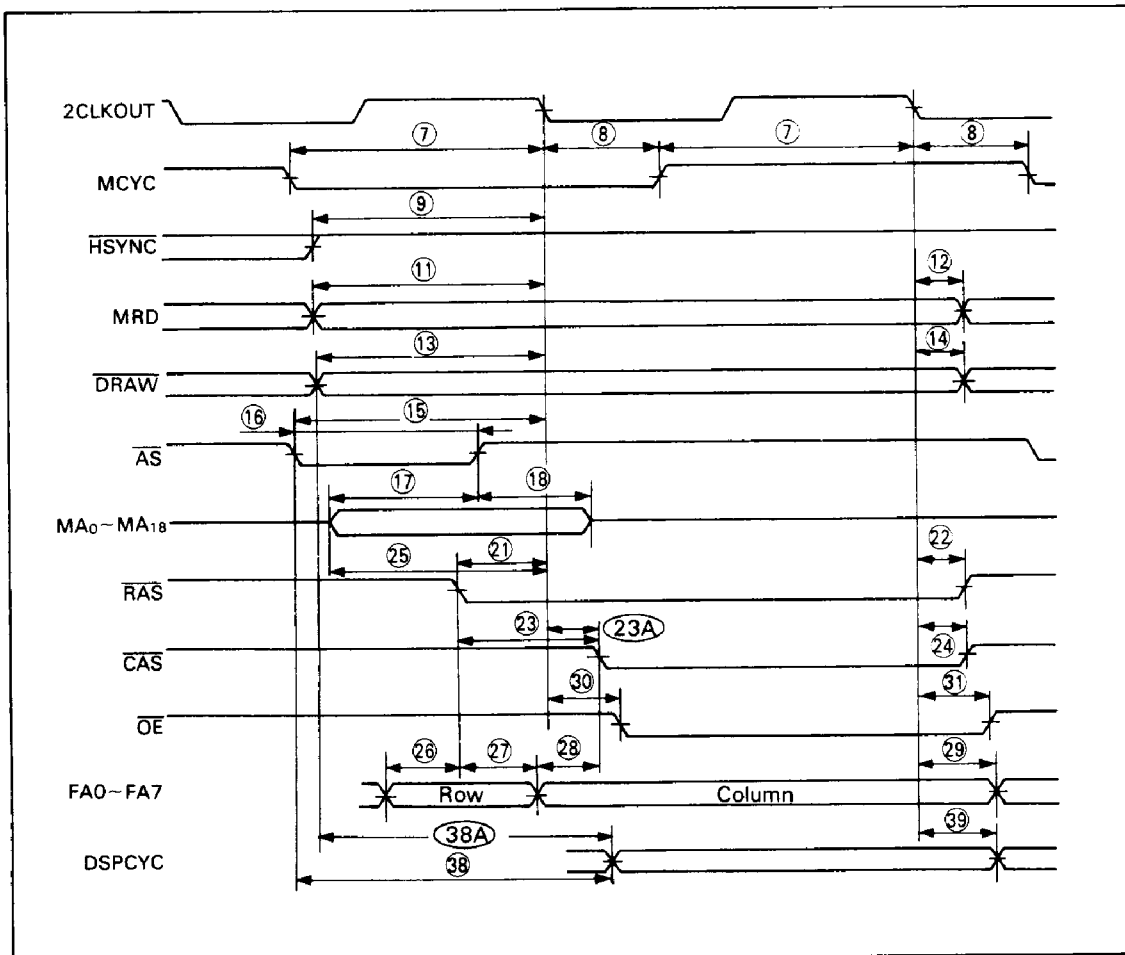 2CLKOUT
⑦ ⑧ ⑦ ⑧
MCYC
⑨
HSYNC
⑪ ⑫
MRD
⑬ ⑭
DRAW
⑯ ⑮
AS
⑰ ⑱
MA0~MA18
㉑ ㉒
㉕
RAS
㉓ 23A
CAS ㉔
㉚ ㉛
OE
㉖ ㉗ ㉘ ㉙
FA0~FA7 Row Column
38A ㊴
DSPCYC
㊳